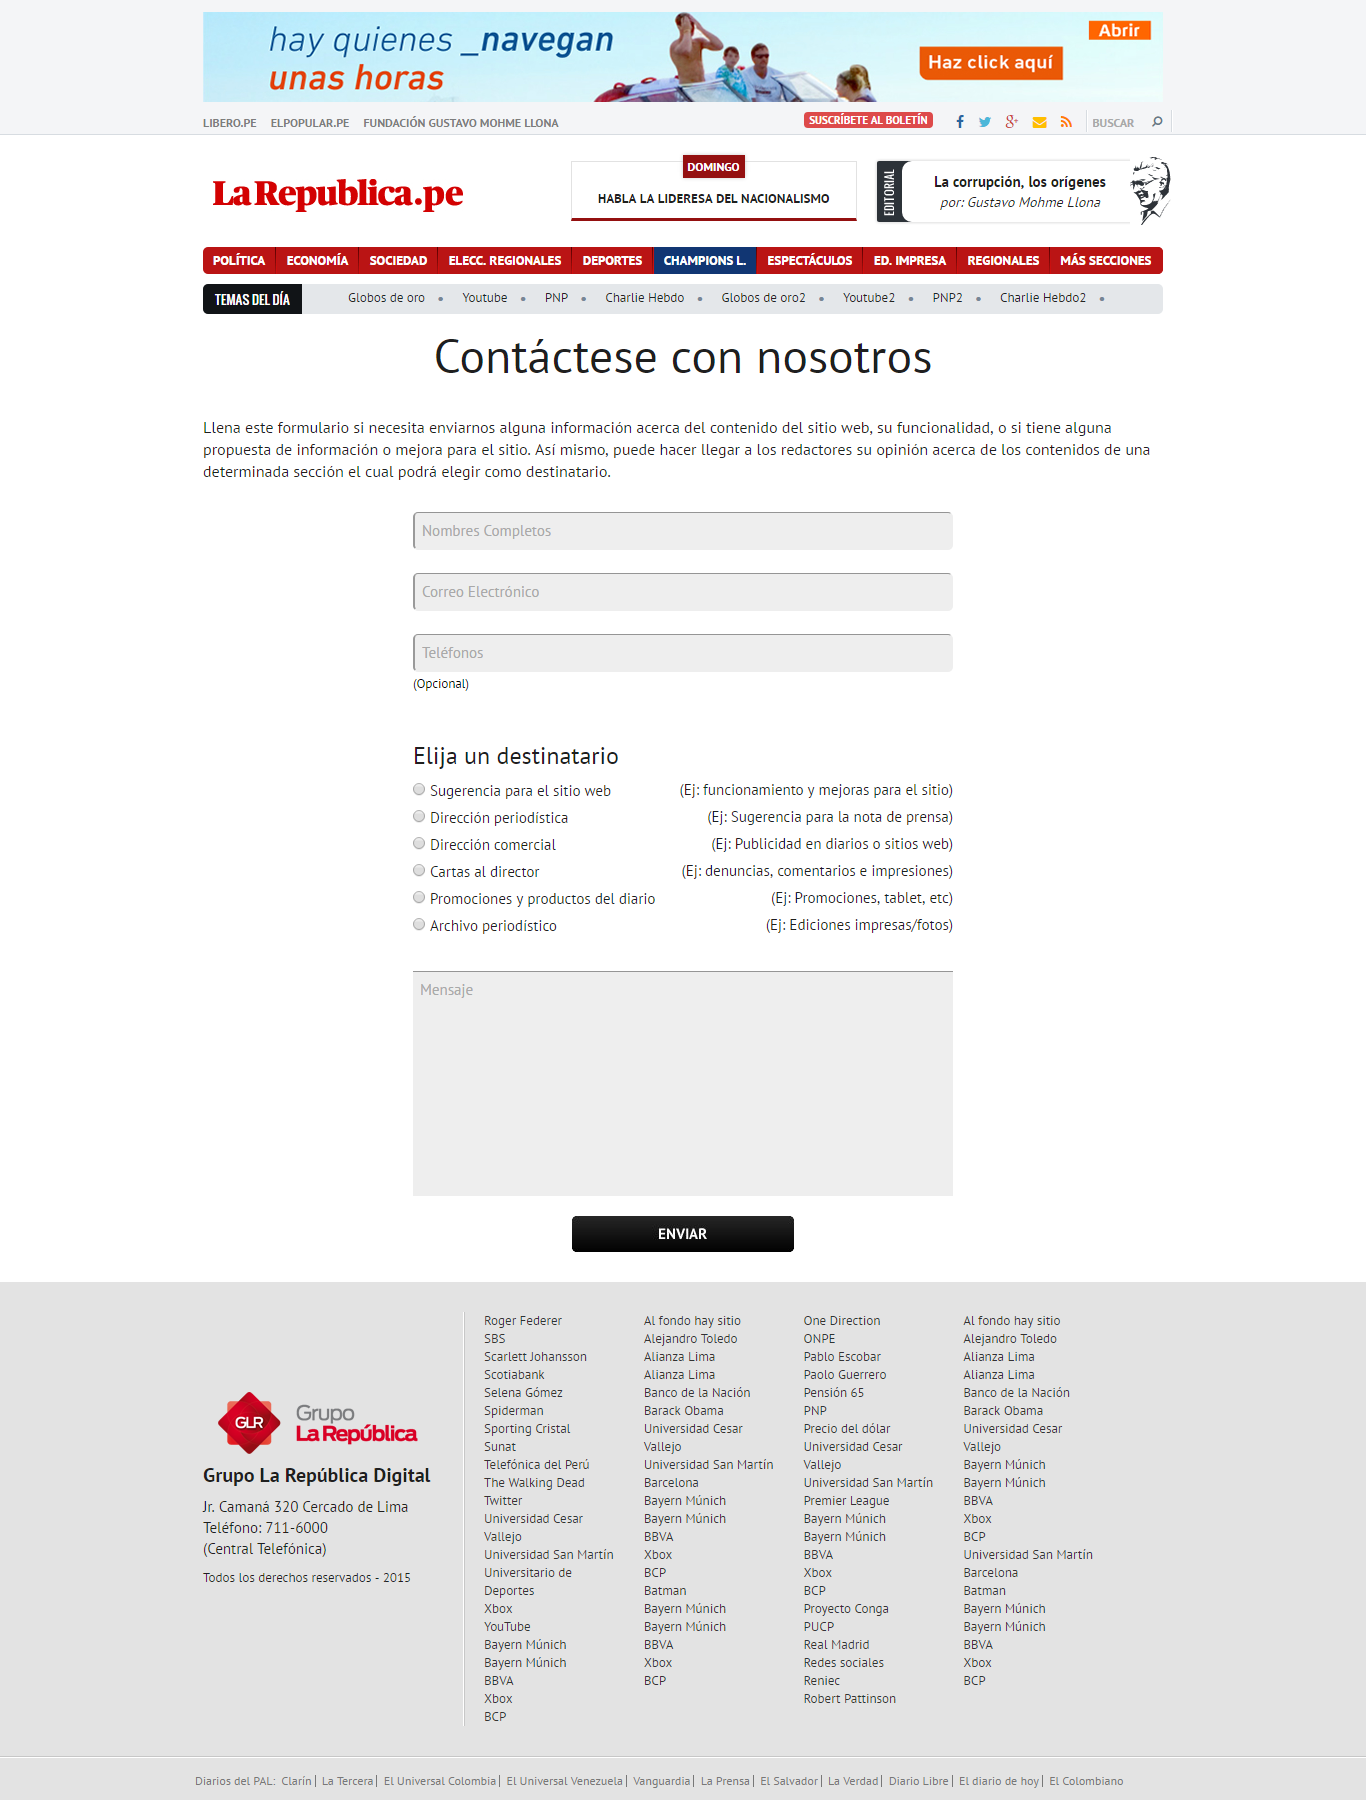 hay quienes _navegan
unas horas
Abrir
Haz click aquí
LIBERO.PE ELPOPULAR.PE FUNDACIÓN GUSTAVO MOHME LLONA
SUSCRÍBETE AL BOLETÍN
BUSCAR
LaRepublica.pe
DOMINGO
HABLA LA LIDERESA DEL NACIONALISMO
EDITORIAL
La corrupción, los orígenes
por: Gustavo Mohme Llona
POLÍTICA ECONOMÍA SOCIEDAD ELECC. REGIONALES DEPORTES CHAMPIONS L. ESPECTÁCULOS ED. IMPRESA REGIONALES MÁS SECCIONES
TEMAS DEL DÍA Globos de oro • Youtube • PNP • Charlie Hebdo • Globos de oro2 • Youtube2 • PNP2 • Charlie Hebdo2 •
Contáctese con nosotros
Llena este formulario si necesita enviarnos alguna información acerca del contenido del sitio web, su funcionalidad, o si tiene alguna
propuesta de información o mejora para el sitio. Así mismo, puede hacer llegar a los redactores su opinión acerca de los contenidos de una
determinada sección el cual podrá elegir como destinatario.
Nombres Completos
Correo Electrónico
Teléfonos
(Opcional)
Elija un destinatario
Sugerencia para el sitio web (Ej: funcionamiento y mejoras para el sitio)
Dirección periodística (Ej: Sugerencia para la nota de prensa)
Dirección comercial (Ej: Publicidad en diarios o sitios web)
Cartas al director (Ej: denuncias, comentarios e impresiones)
Promociones y productos del diario (Ej: Promociones, tablet, etc)
Archivo periodístico (Ej: Ediciones impresas/fotos)
Mensaje
ENVIAR
GLR
Grupo
La República
Grupo La República Digital
Jr. Camaná 320 Cercado de Lima
Teléfono: 711-6000
(Central Telefónica)
Todos los derechos reservados - 2015
Roger Federer
SBS
Scarlett Johansson
Scotiabank
Selena Gómez
Spiderman
Sporting Cristal
Sunat
Telefónica del Perú
The Walking Dead
Twitter
Universidad Cesar
Vallejo
Universidad San Martín
Universitario de
Deportes
Xbox
YouTube
Bayern Múnich
Bayern Múnich
BBVA
Xbox
BCP
Al fondo hay sitio
Alejandro Toledo
Alianza Lima
Alianza Lima
Banco de la Nación
Barack Obama
Universidad Cesar
Vallejo
Universidad San Martín
Barcelona
Bayern Múnich
Bayern Múnich
BBVA
Xbox
BCP
Batman
Bayern Múnich
Bayern Múnich
BBVA
Xbox
BCP
One Direction
ONPE
Pablo Escobar
Paolo Guerrero
Pensión 65
PNP
Precio del dólar
Universidad Cesar
Vallejo
Universidad San Martín
Premier League
Bayern Múnich
Bayern Múnich
BBVA
Xbox
BCP
Proyecto Conga
PUCP
Real Madrid
Redes sociales
Reniec
Robert Pattinson
Al fondo hay sitio
Alejandro Toledo
Alianza Lima
Alianza Lima
Banco de la Nación
Barack Obama
Universidad Cesar
Vallejo
Bayern Múnich
Bayern Múnich
BBVA
Xbox
BCP
Universidad San Martín
Barcelona
Batman
Bayern Múnich
Bayern Múnich
BBVA
Xbox
BCP
Diarios del PAL: Clarín | La Tercera | El Universal Colombia | El Universal Venezuela | Vanguardia | La Prensa | El Salvador | La Verdad | Diario Libre | El diario de hoy | El Colombiano